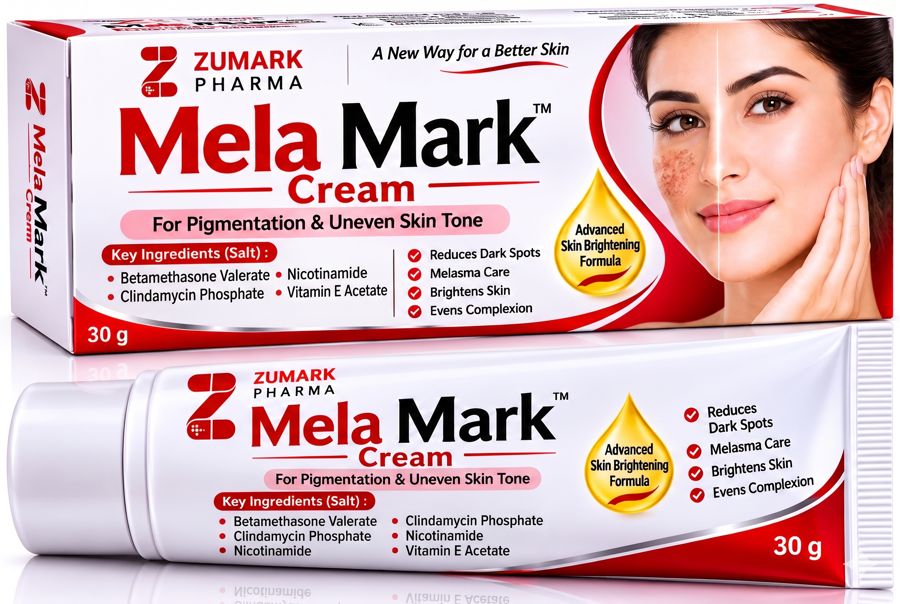 ZUMARK
PHARMA
A New Way for a Better Skin
Mela Mark™
Cream
For Pigmentation & Uneven Skin Tone
Key Ingredients (Salt) :
• Betamethasone Valerate • Nicotinamide
• Clindamycin Phosphate • Vitamin E Acetate
Reduces Dark Spots
Melasma Care
Brightens Skin
Evens Complexion
Advanced
Skin Brightening
Formula
30 g
Mela Mark™
Cream
ZUMARK
PHARMA
Mela Mark™
Cream
For Pigmentation & Uneven Skin Tone
Key Ingredients (Salt) :
• Betamethasone Valerate • Clindamycin Phosphate
• Clindamycin Phosphate • Nicotinamide
• Nicotinamide • Vitamin E Acetate
Advanced
Skin Brightening
Formula
Reduces
Dark Spots
Melasma Care
Brightens Skin
Evens Complexion
30 g